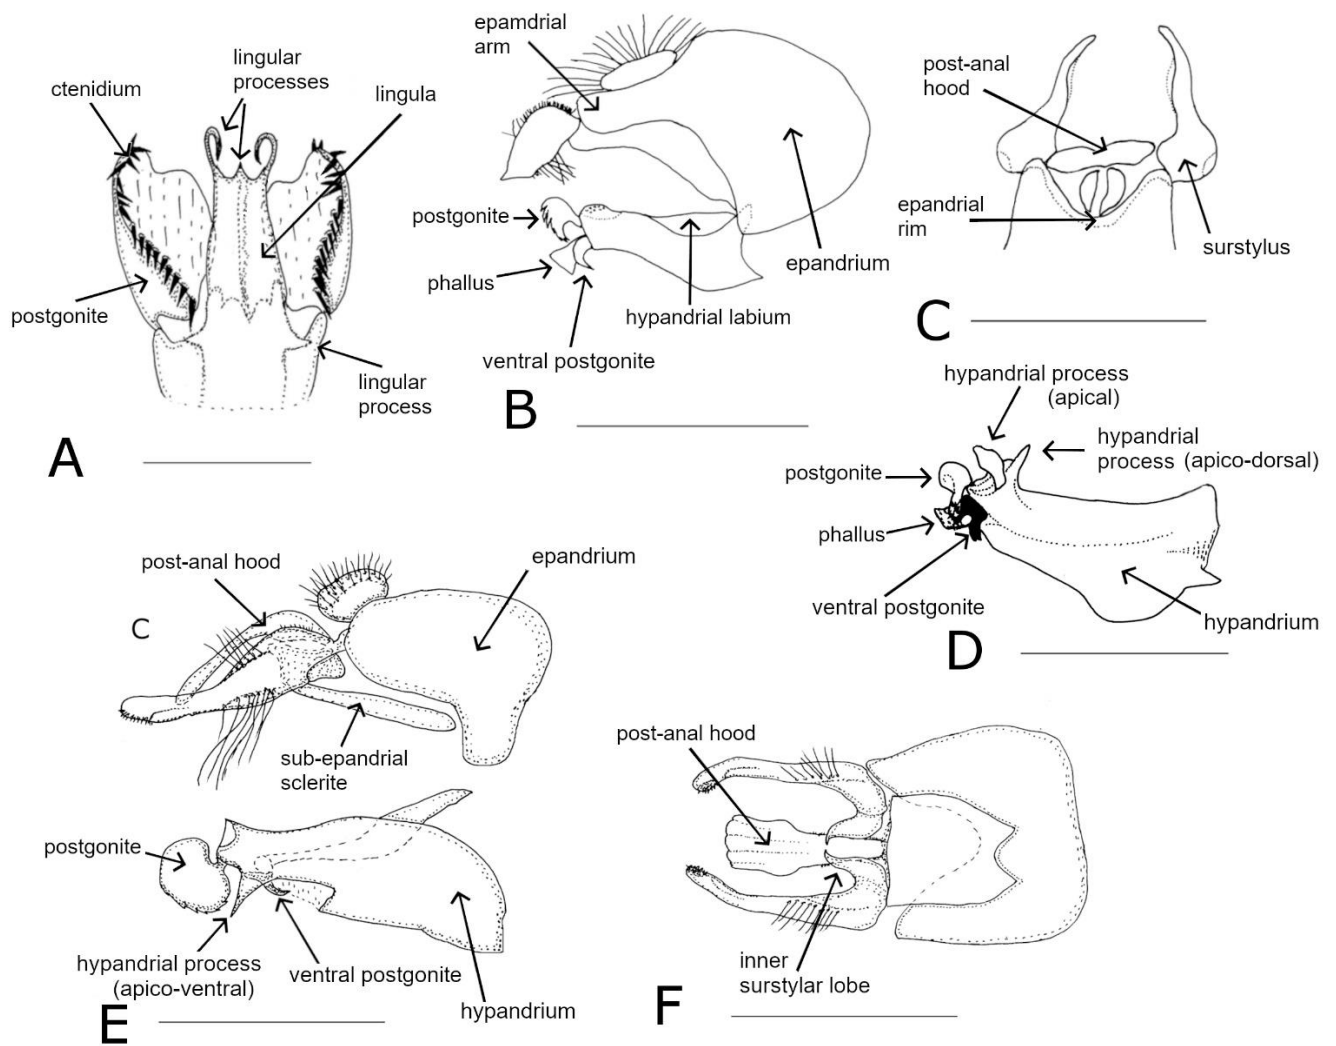 ctenidium
lingular
processes
lingula
postgonite
lingular
process
A
epamdrial
arm
postgonite
phallus
epandrium
hypandrial labium
ventral postgonite
B
post-anal
hood
epandrial
rim
surstylus
C
hypandrial process
(apical)
hypandrial
process (apico-dorsal)
postgonite
phallus
ventral postgonite
hypandrium
D
post-anal hood
epandrium
C
sub-epandrial
sclerite
postgonite
hypandrial process
(apico-ventral)
ventral postgonite
hypandrium
E
post-anal hood
inner
surstylar lobe
F